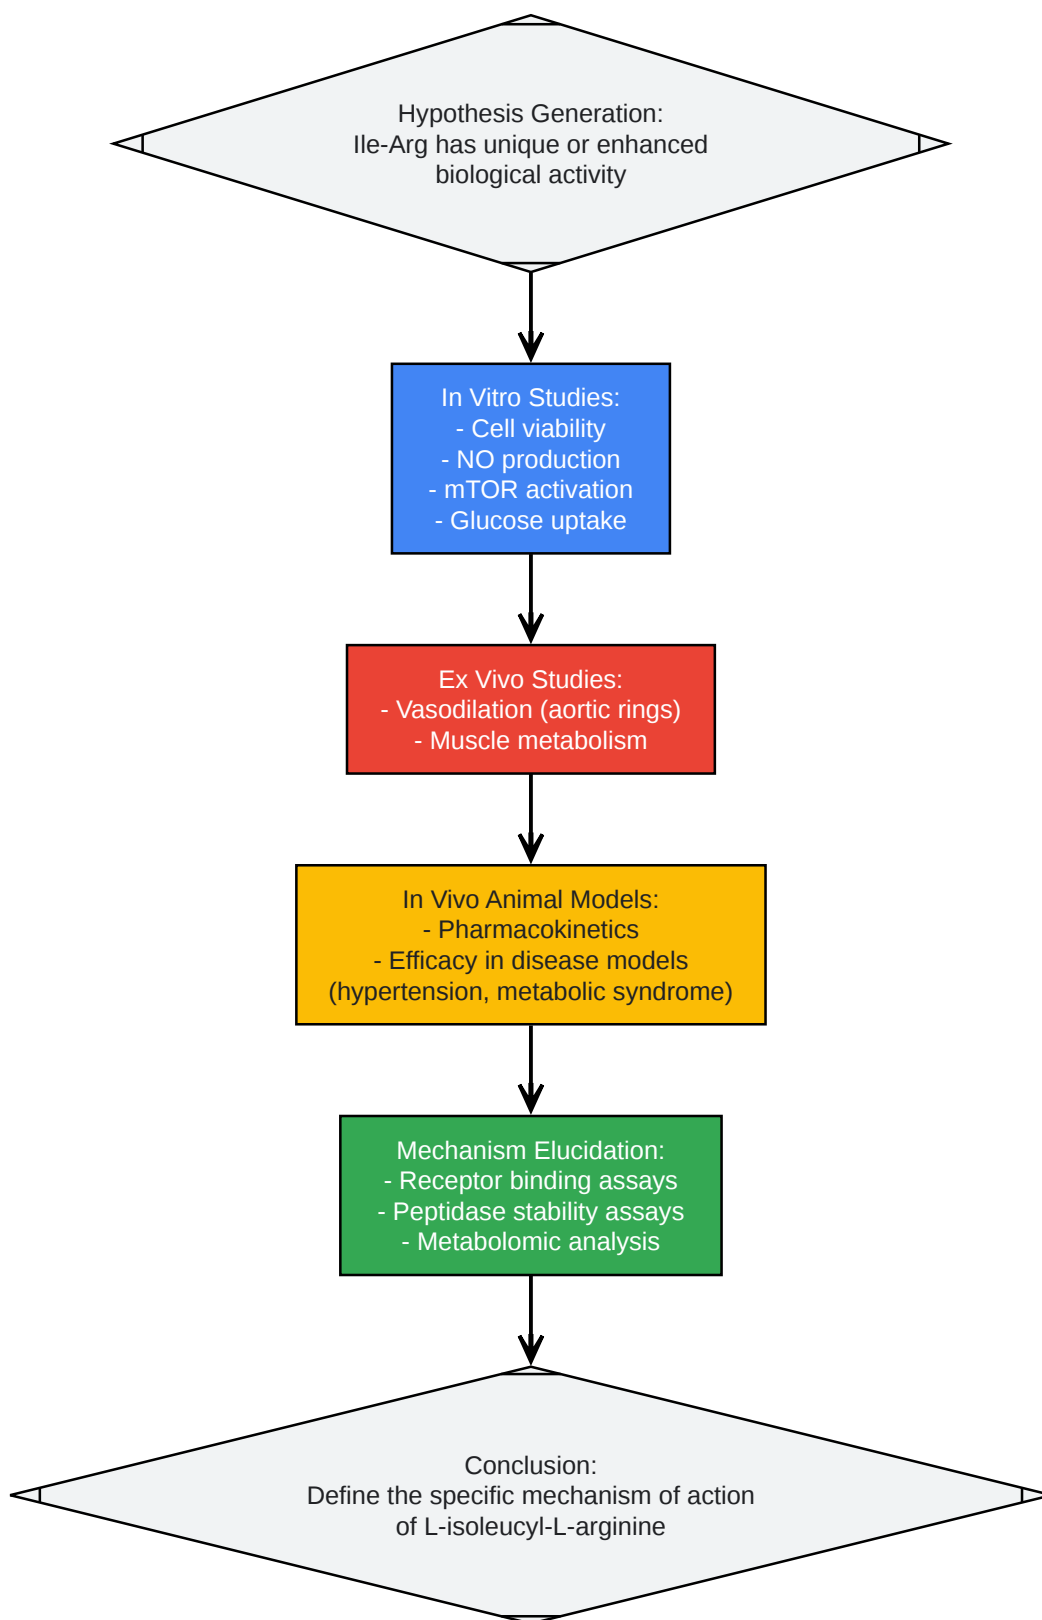 Hypothesis Generation:
Ile-Arg has unique or enhanced
biological activity
In Vitro Studies:
- Cell viability
- NO production
- mTOR activation
- Glucose uptake
Ex Vivo Studies:
- Vasodilation (aortic rings)
- Muscle metabolism
In Vivo Animal Models:
- Pharmacokinetics
- Efficacy in disease models
(hypertension, metabolic syndrome)
Mechanism Elucidation:
- Receptor binding assays
- Peptidase stability assays
- Metabolomic analysis
Conclusion:
Define the specific mechanism of action
of L-isoleucyl-L-arginine